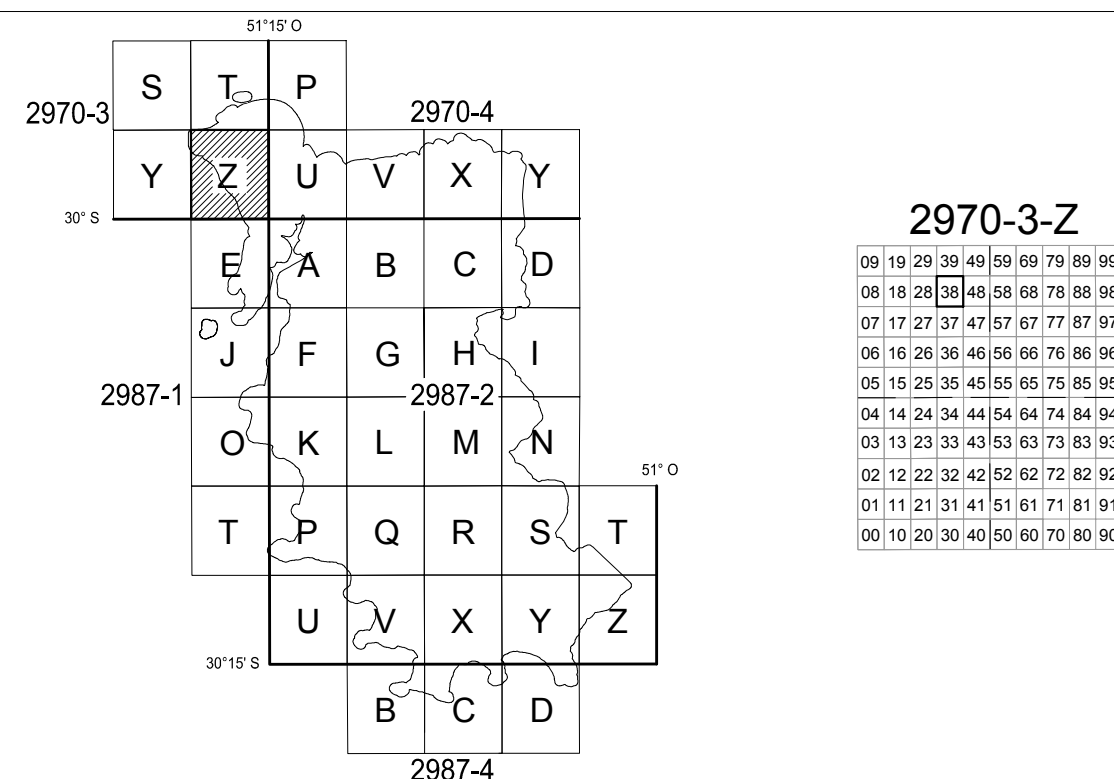 51°15' O
S T P
2970-3 2970-4
Y Z U V X Y
30° S
E A B C D
J F G H I
2987-1 2987-2
O K L M N
51° O
T P Q R S T
U V X Y Z
30°15' S
B C D
2987-4
2970-3-Z
09 19 29 39 49 59 69 79 89 99
08 18 28 38 48 58 68 78 88 98
07 17 27 37 47 57 67 77 87 97
06 16 26 36 46 56 66 76 86 96
05 15 25 35 45 55 65 75 85 95
04 14 24 34 44 54 64 74 84 94
03 13 23 33 43 53 63 73 83 93
02 12 22 32 42 52 62 72 82 92
01 11 21 31 41 51 61 71 81 91
00 10 20 30 40 50 60 70 80 90